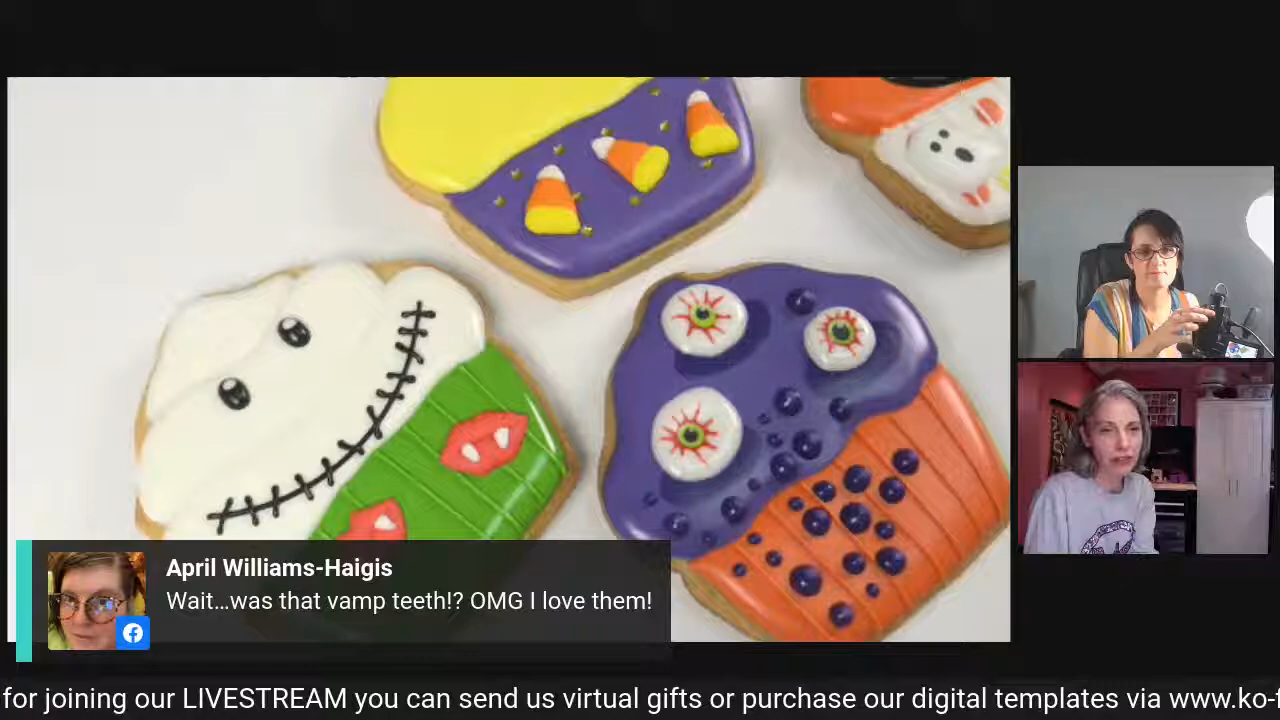 April Williams-Haigis
Wait...was that vamp teeth!? OMG I love them!
for joining our LIVESTREAM you can send us virtual gifts or purchase our digital templates via www.ko-